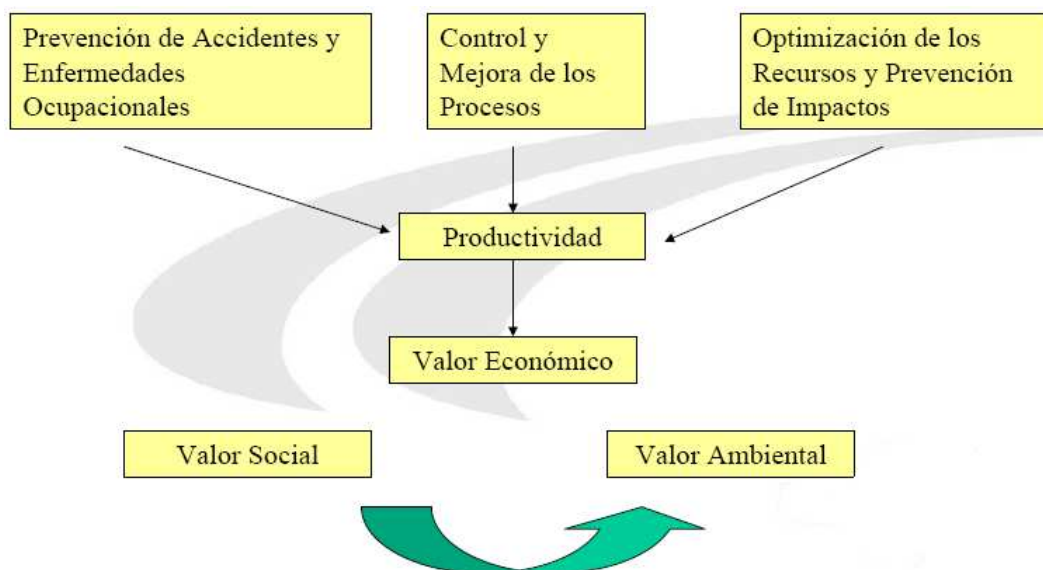 Prevención de Accidentes y
Enfermedades
Ocupacionales
Control y
Mejora de los
Procesos
Optimización de los
Recursos y Prevención
de Impactos
Productividad
Valor Económico
Valor Social
Valor Ambiental